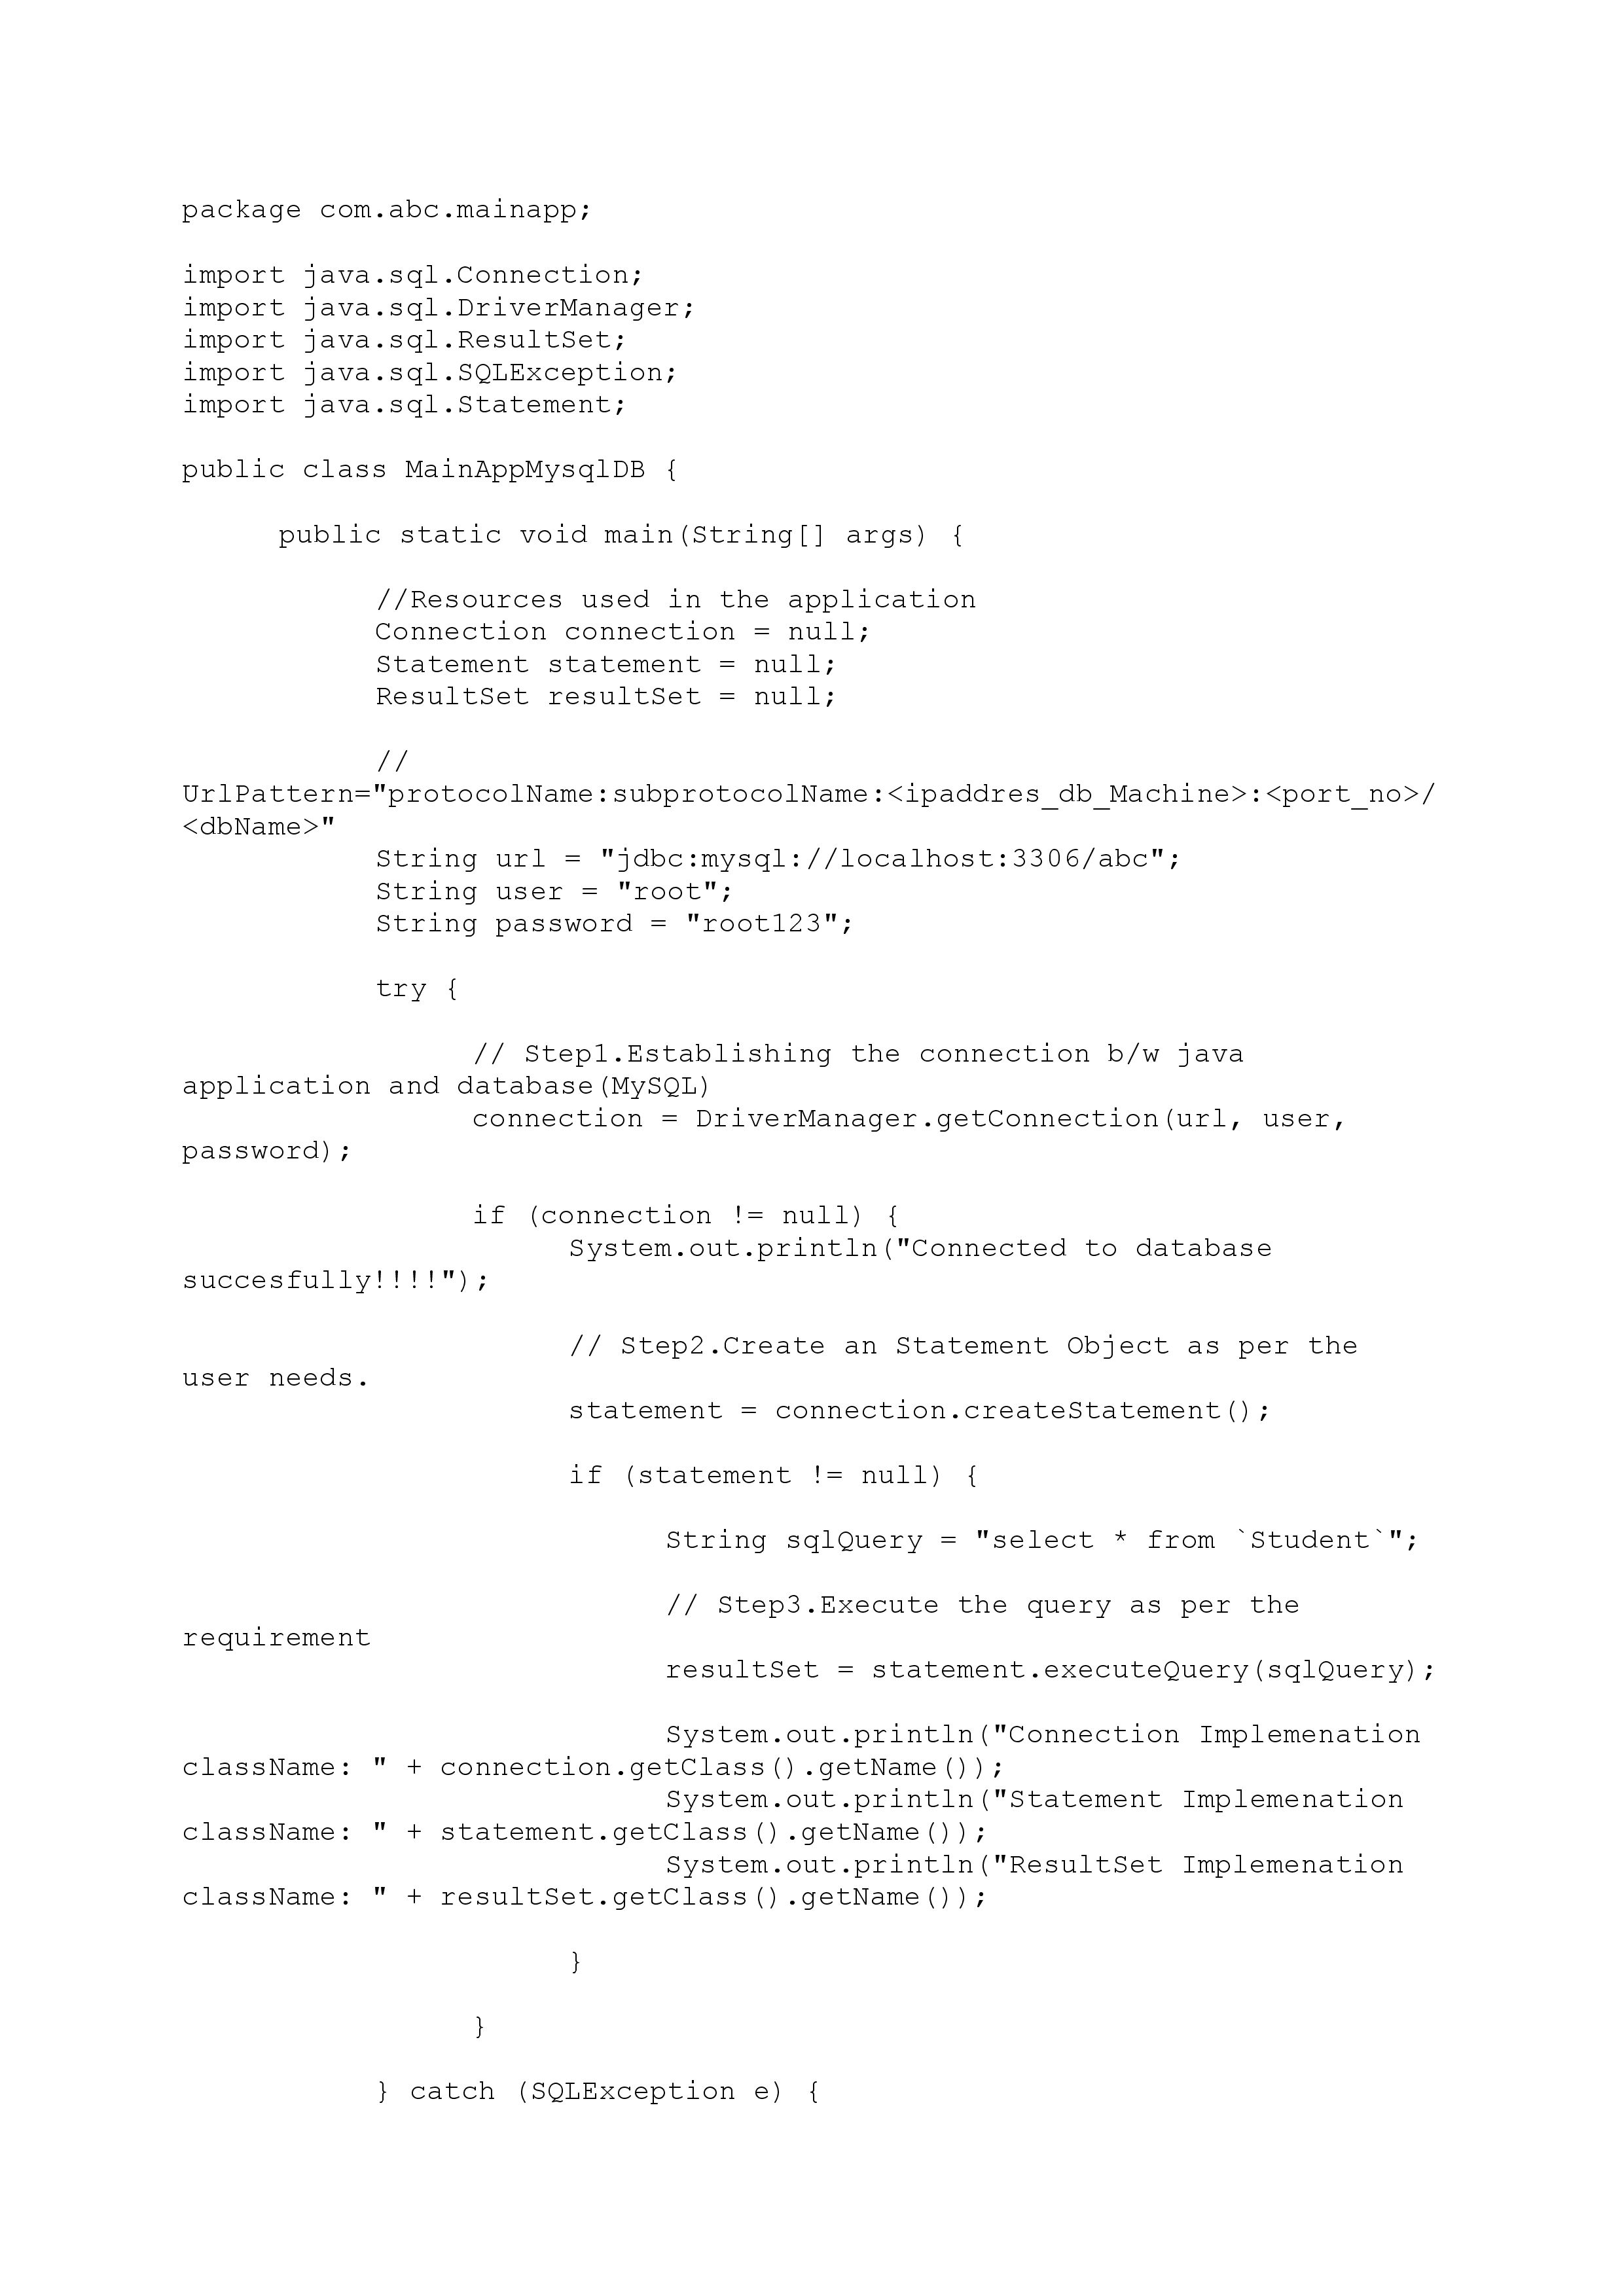 package com.abc.mainapp;
import java.sql.Connection;
import java.sql.DriverManager;
import java.sql.ResultSet;
import java.sql.SQLException;
import java.sql.Statement;
public class MainAppMysqlDB {
public static void main(String[] args) {
//Resources used in the application
Connection connection = null;
Statement statement = null;
ResultSet resultSet = null;
//
UrlPattern="protocolName:subprotocolName:<ipaddres_db_Machine>:<port_no>/
<dbName>"
String url = "jdbc:mysql://localhost:3306/abc";
String user = "root";
String password = "root123";
try {
// Step1.Establishing the connection b/w java
application and database(MySQL)
connection = DriverManager.getConnection(url, user,
password);
if (connection != null) {
System.out.println("Connected to database
succesfully!!!!");
// Step2.Create an Statement Object as per the
user needs.
statement = connection.createStatement();
if (statement != null) {
String sqlQuery = "select * from `Student`";
// Step3.Execute the query as per the
requirement
resultSet = statement.executeQuery(sqlQuery);
System.out.println("Connection Implemenation
className: " + connection.getClass().getName());
System.out.println("Statement Implemenation
className: " + statement.getClass().getName());
System.out.println("ResultSet Implemenation
className: " + resultSet.getClass().getName());
}
}
} catch (SQLException e) {